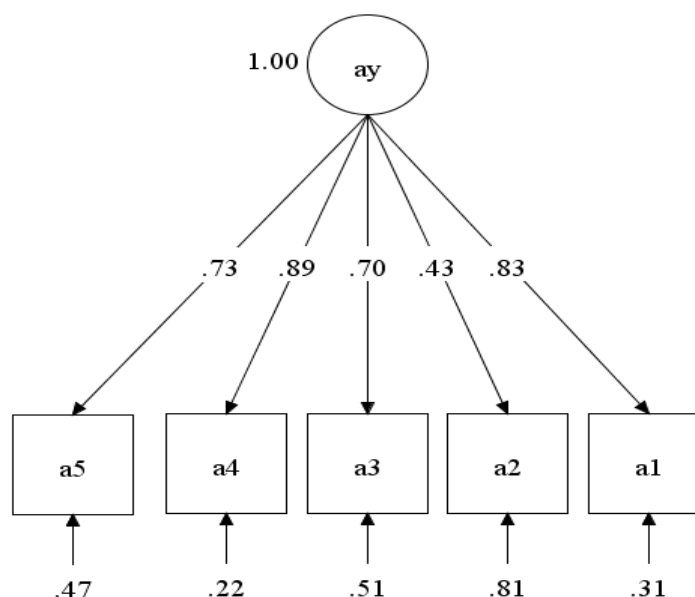 1.00 ay
.73 .89 .70 .43 .83
a5 a4 a3 a2 a1
.47 .22 .51 .81 .31